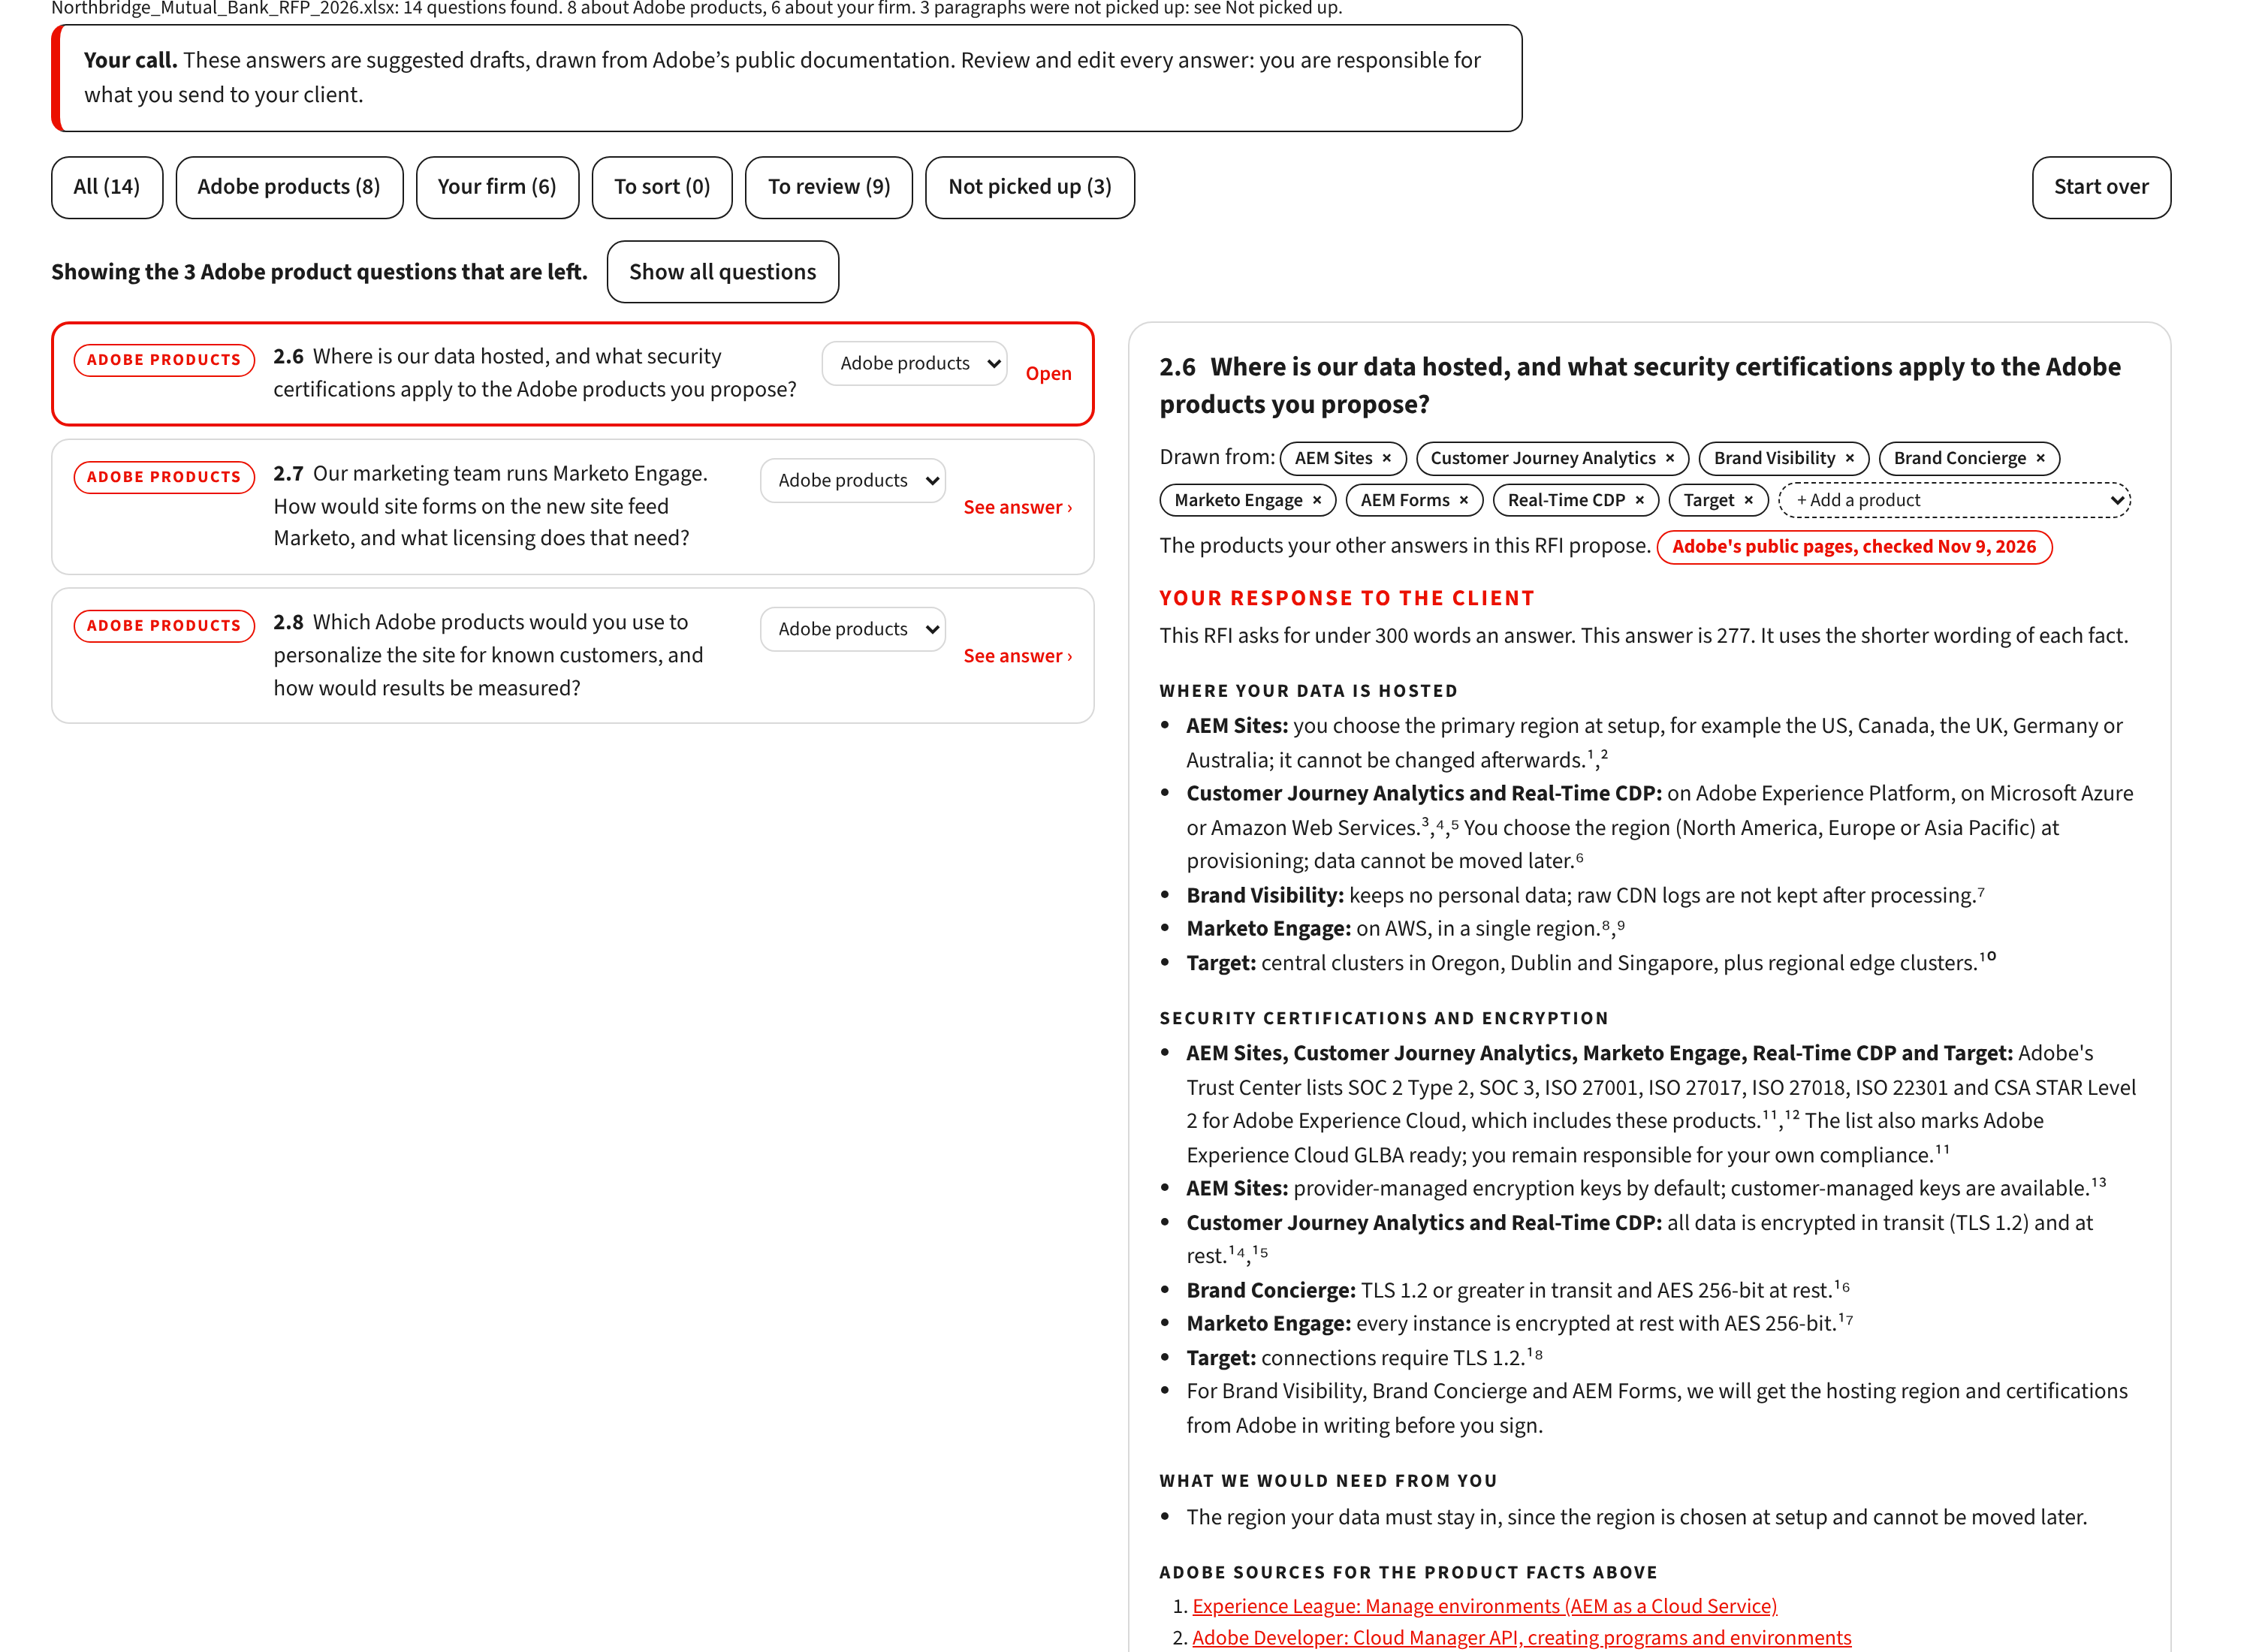 Northbridge_Mutual_Bank_RFP_2026.xlsx: 14 questions found. 8 about Adobe products, 6 about your firm. 3 paragraphs were not picked up: see Not picked up.
Your call. These answers are suggested drafts, drawn from Adobe’s public documentation. Review and edit every answer: you are responsible for
what you send to your client.
All (14)
Adobe products (8)
Your firm (6)
To sort (0)
To review (9)
Not picked up (3)
Start over
Showing the 3 Adobe product questions that are left.
Show all questions
ADOBE PRODUCTS
2.6 Where is our data hosted, and what security
certifications apply to the Adobe products you propose?
Adobe products
Open
ADOBE PRODUCTS
2.7 Our marketing team runs Marketo Engage.
How would site forms on the new site feed
Marketo, and what licensing does that need?
Adobe products
See answer ›
ADOBE PRODUCTS
2.8 Which Adobe products would you use to
personalize the site for known customers, and
how would results be measured?
Adobe products
See answer ›
2.6 Where is our data hosted, and what security certifications apply to the Adobe
products you propose?
Drawn from: AEM Sites × Customer Journey Analytics × Brand Visibility × Brand Concierge ×
Marketo Engage × AEM Forms × Real-Time CDP × Target × + Add a product
The products your other answers in this RFI propose. Adobe's public pages, checked Nov 9, 2026
YOUR RESPONSE TO THE CLIENT
This RFI asks for under 300 words an answer. This answer is 277. It uses the shorter wording of each fact.
WHERE YOUR DATA IS HOSTED
• AEM Sites: you choose the primary region at setup, for example the US, Canada, the UK, Germany or
Australia; it cannot be changed afterwards.¹,²
• Customer Journey Analytics and Real-Time CDP: on Adobe Experience Platform, on Microsoft Azure
or Amazon Web Services.³,⁴,⁵ You choose the region (North America, Europe or Asia Pacific) at
provisioning; data cannot be moved later.⁶
• Brand Visibility: keeps no personal data; raw CDN logs are not kept after processing.⁷
• Marketo Engage: on AWS, in a single region.⁸,⁹
• Target: central clusters in Oregon, Dublin and Singapore, plus regional edge clusters.¹⁰
SECURITY CERTIFICATIONS AND ENCRYPTION
• AEM Sites, Customer Journey Analytics, Marketo Engage, Real-Time CDP and Target: Adobe's
Trust Center lists SOC 2 Type 2, SOC 3, ISO 27001, ISO 27017, ISO 27018, ISO 22301 and CSA STAR Level
2 for Adobe Experience Cloud, which includes these products.¹¹,¹² The list also marks Adobe
Experience Cloud GLBA ready; you remain responsible for your own compliance.¹¹
• AEM Sites: provider-managed encryption keys by default; customer-managed keys are available.¹³
• Customer Journey Analytics and Real-Time CDP: all data is encrypted in transit (TLS 1.2) and at
rest.¹⁴,¹⁵
• Brand Concierge: TLS 1.2 or greater in transit and AES 256-bit at rest.¹⁶
• Marketo Engage: every instance is encrypted at rest with AES 256-bit.¹⁷
• Target: connections require TLS 1.2.¹⁸
• For Brand Visibility, Brand Concierge and AEM Forms, we will get the hosting region and certifications
from Adobe in writing before you sign.
WHAT WE WOULD NEED FROM YOU
• The region your data must stay in, since the region is chosen at setup and cannot be moved later.
ADOBE SOURCES FOR THE PRODUCT FACTS ABOVE
1. Experience League: Manage environments (AEM as a Cloud Service)
2. Adobe Developer: Cloud Manager API, creating programs and environments